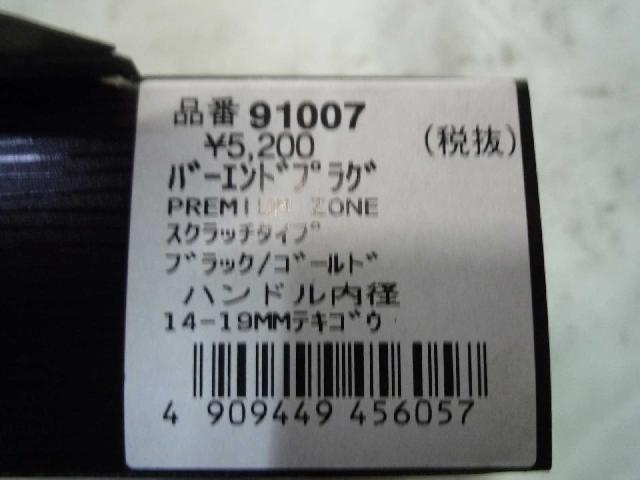 品番 91007
¥5,200 (税抜)
バーエンドプラグ
PREMIUM ZONE
スクラッチタイプ
ブラック/ゴールド
ハンドル内径
14-19MMテキゴウ
4 909449 456057